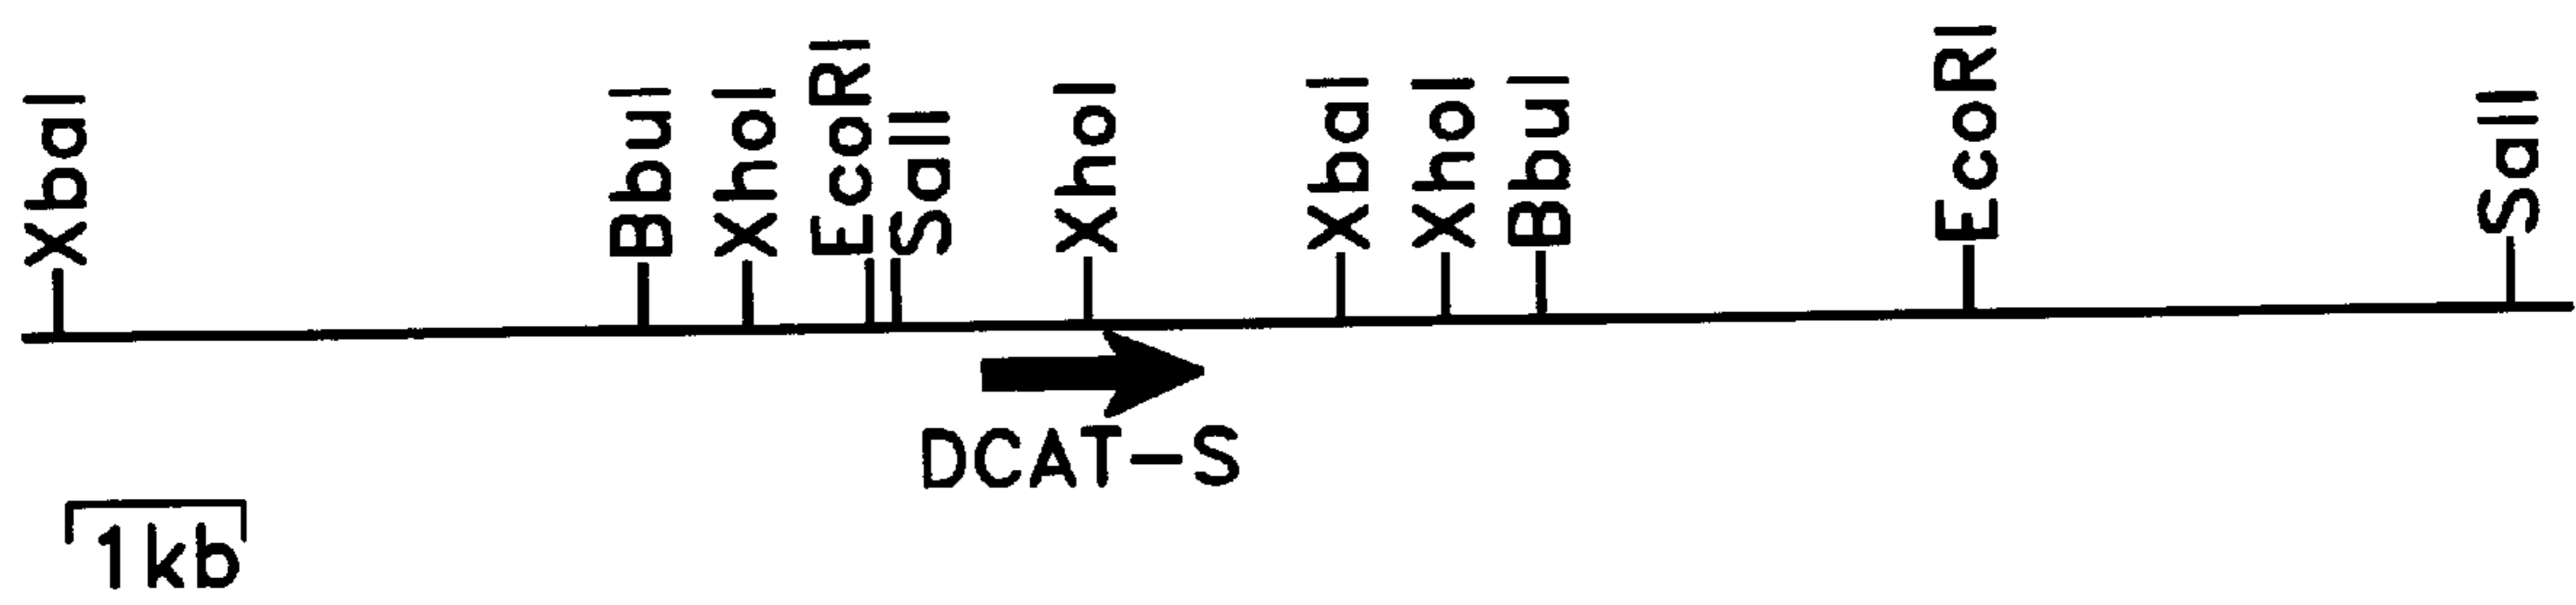 XbaI
BbuI
XhoI
EcoRI
SalI
XhoI
XbaI
XhoI
BbuI
EcoRI
SalI
DCAT-S
1kb